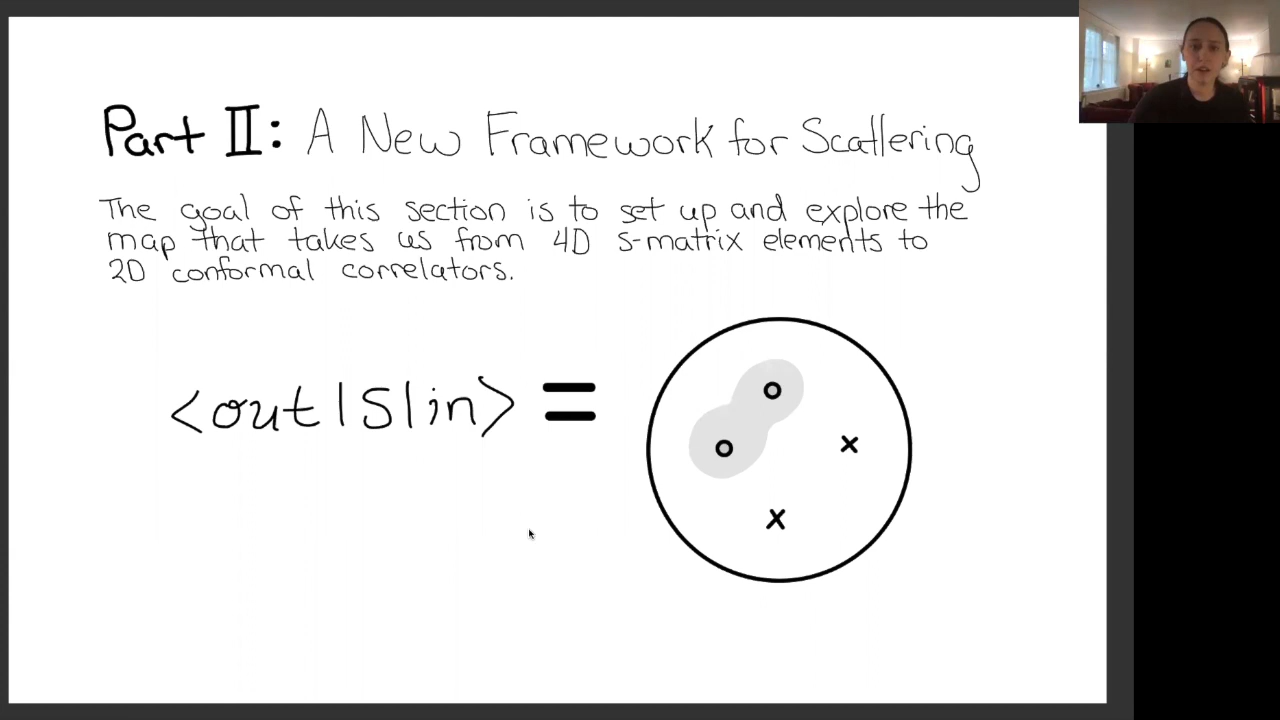 Part II: A New Framework for Scattering
The goal of this section is to set up and explore the
map that takes us from 4D S-matrix elements to
2D conformal correlators.
<out|S|in> =